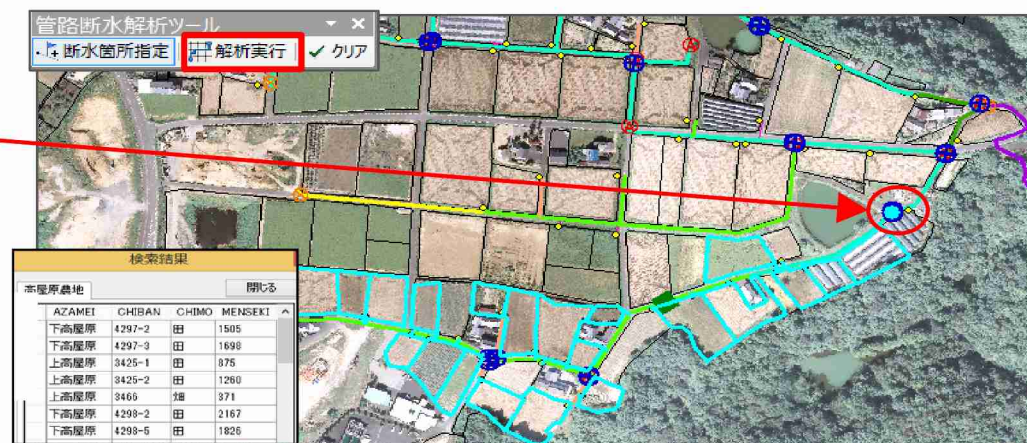 管路断水解析ツール
断水箇所指定 解析実行 クリア
検索結果
高屋原農地 閉じる
AZAMEI CHIBAN CHIMO MENSEKI
下高屋原 4297-2 田 1505
下高屋原 4297-3 田 1698
上高屋原 3425-1 田 875
上高屋原 3425-2 田 1260
上高屋原 3466 畑 371
下高屋原 4298-2 田 2167
下高屋原 4298-5 田 1826